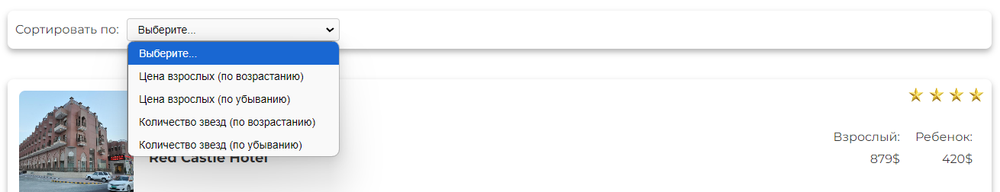 Сортировать по: Выберите...
Выберите...
Цена взрослых (по возрастанию)
Цена взрослых (по убыванию)
Количество звезд (по возрастанию)
Количество звезд (по убыванию)
Взрослый: Ребенок:
Red Castle Hotel 879$ 420$